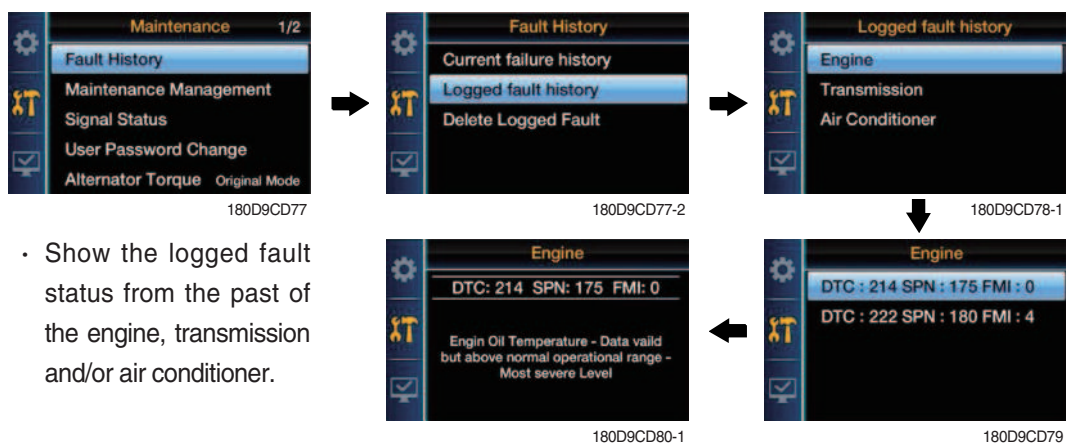 Maintenance 1/2
Fault History
Maintenance Management
Signal Status
User Password Change
Alternator Torque Original Mode
180D9CD77
Fault History
Current failure history
Logged fault history
Delete Logged Fault
180D9CD77-2
Logged fault history
Engine
Transmission
Air Conditioner
180D9CD78-1
Engine
DTC : 214 SPN : 175 FMI : 0
DTC : 222 SPN : 180 FMI : 4
180D9CD79
Engine
DTC: 214 SPN: 175 FMI: 0
Engin Oil Temperature - Data vaild
but above normal operational range -
Most severe Level
180D9CD80-1
· Show the logged fault
status from the past of
the engine, transmission
and/or air conditioner.